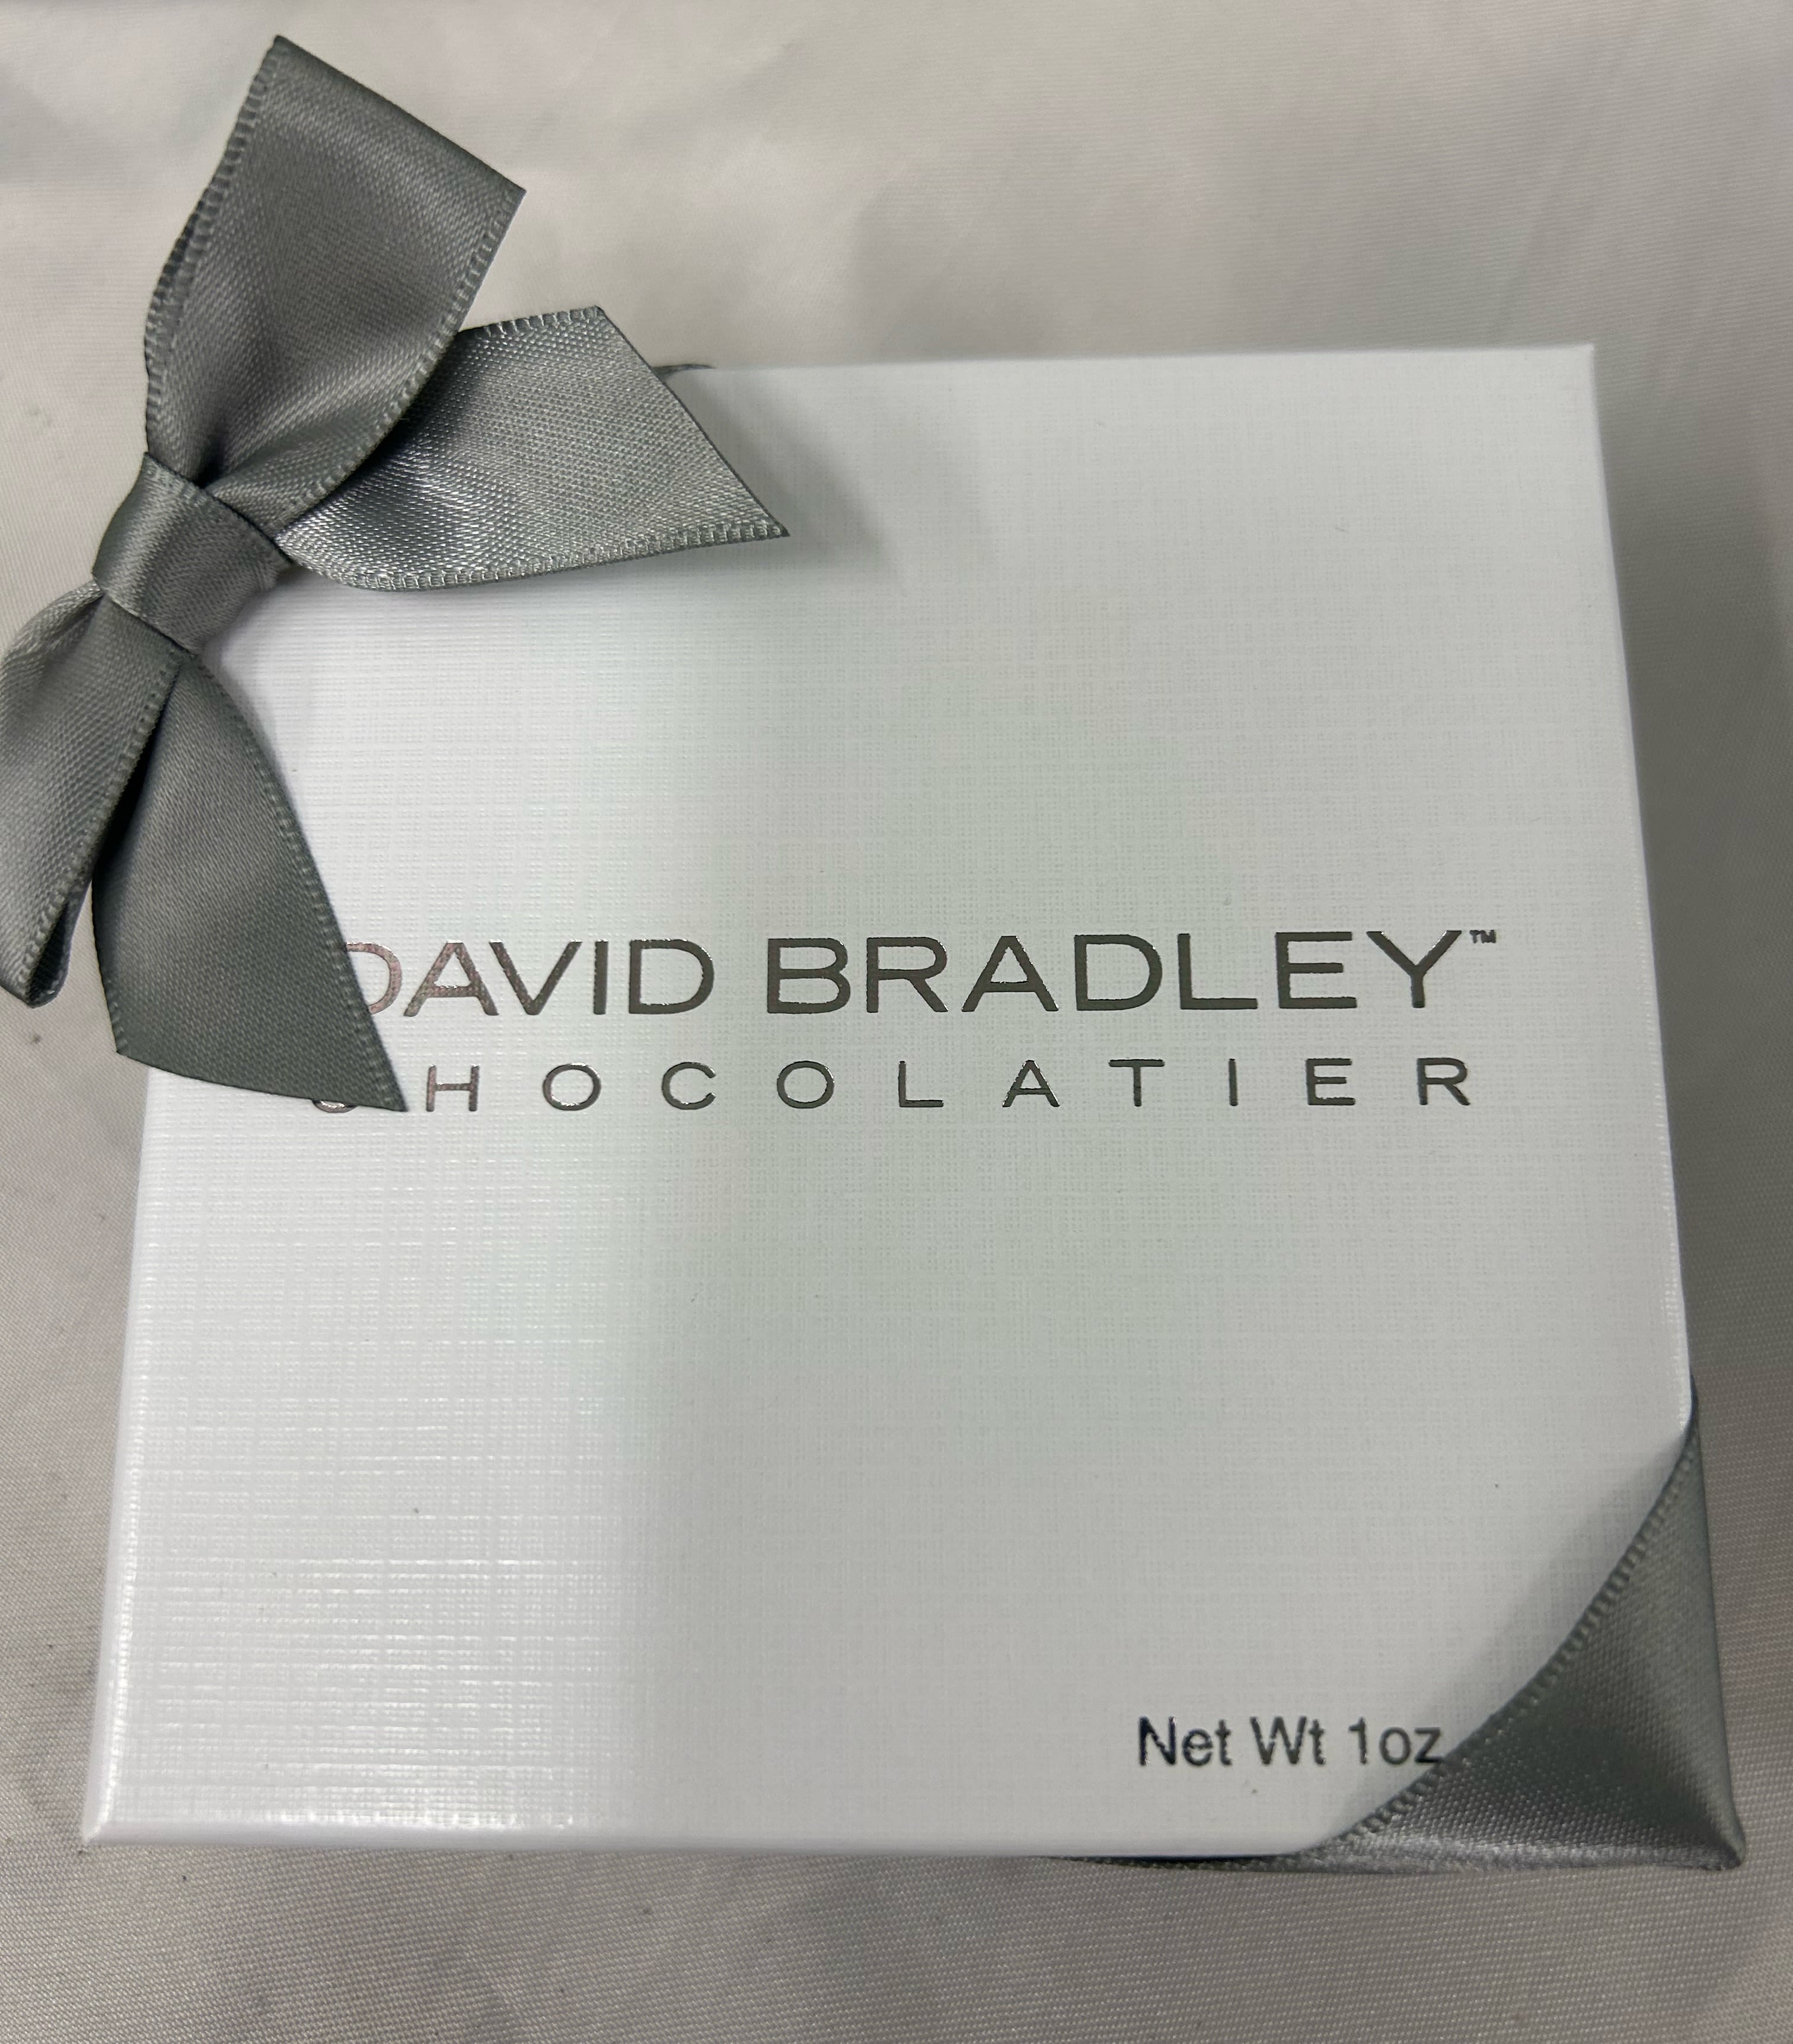 DAVID BRADLEY™
CHOCOLATIER
Net Wt 1oz